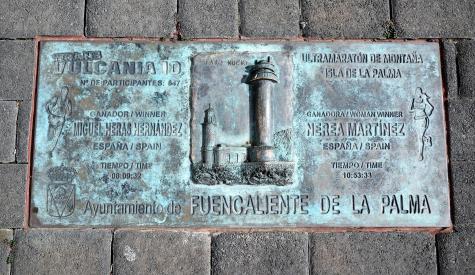 VULCANIA 10
Nº DE PARTICIPANTES: 847
GANADOR / WINNER
MIGUEL HERAS HERNÁNDEZ
ESPAÑA / SPAIN
TIEMPO / TIME
ULTRAMARATÓN DE MONTAÑA
ISLA DE LA PALMA
GANADORA / WOMAN WINNER
NEREA MARTÍNEZ
ESPAÑA / SPAIN
TIEMPO / TIME
10:53:31
Ayuntamiento de FUENCALIENTE DE LA PALMA